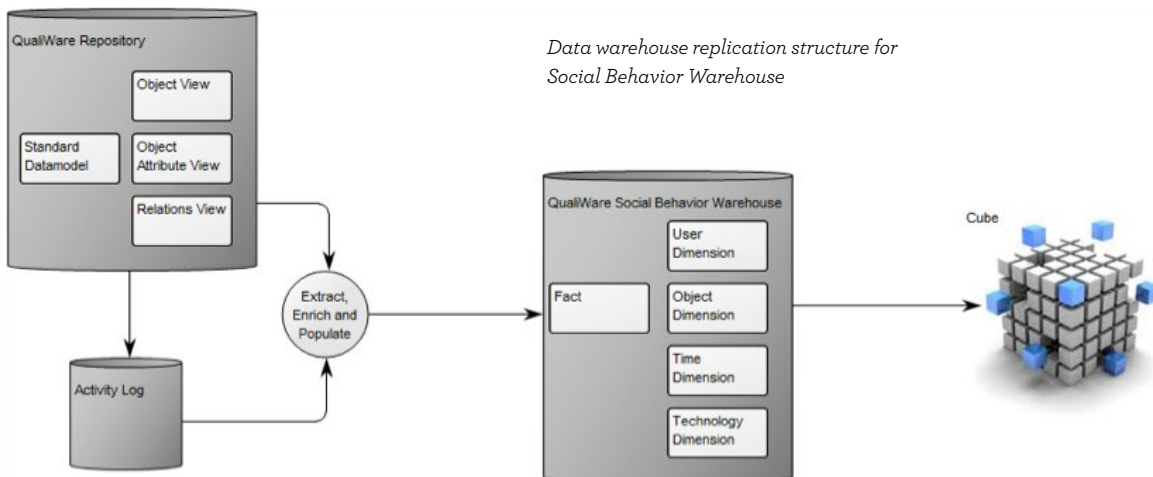 QualiWare Repository
Object View
Standard
Datamodel
Object
Attribute View
Relations View
Activity Log
Extract,
Enrich and
Populate
Data warehouse replication structure for
Social Behavior Warehouse
QualiWare Social Behavior Warehouse
User
Dimension
Fact
Object
Dimension
Time
Dimension
Technology
Dimension
Cube